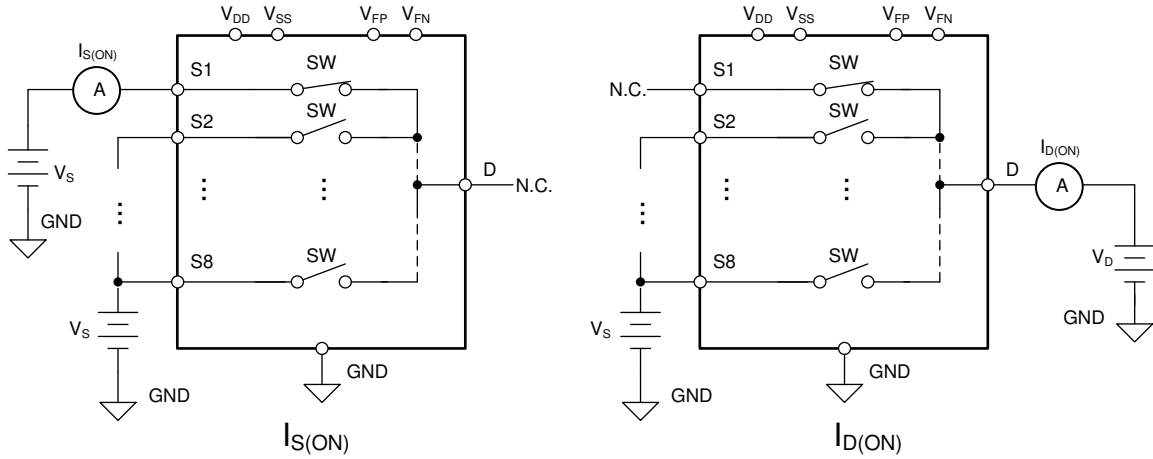 V_DD V_SS V_FP V_FN
I_S(ON)
A
S1
SW
S2
SW
V_S
GND
...
...
...
D
N.C.
S8
SW
V_S
GND
GND
I_S(ON)
V_DD V_SS V_FP V_FN
N.C.
S1
SW
S2
SW
...
...
...
D
I_D(ON)
A
S8
SW
V_D
GND
V_S
GND
GND
I_D(ON)